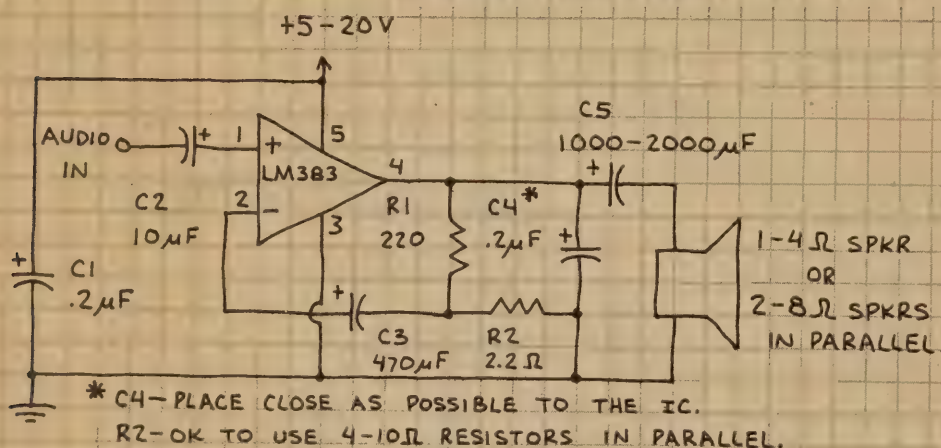 +5-20V
C5
1000-2000µF
AUDIO
IN
+
1
+
5
LM383
4
C2
10µF
2
-
3
R1
220
C4*
.2µF
+
+
1-4Ω SPKR
OR
2-8Ω SPKRS
IN PARALLEL
+
C1
.2µF
+
C3
470µF
R2
2.2Ω
* C4-PLACE CLOSE AS POSSIBLE TO THE IC.
R2-OK TO USE 4-10Ω RESISTORS IN PARALLEL.